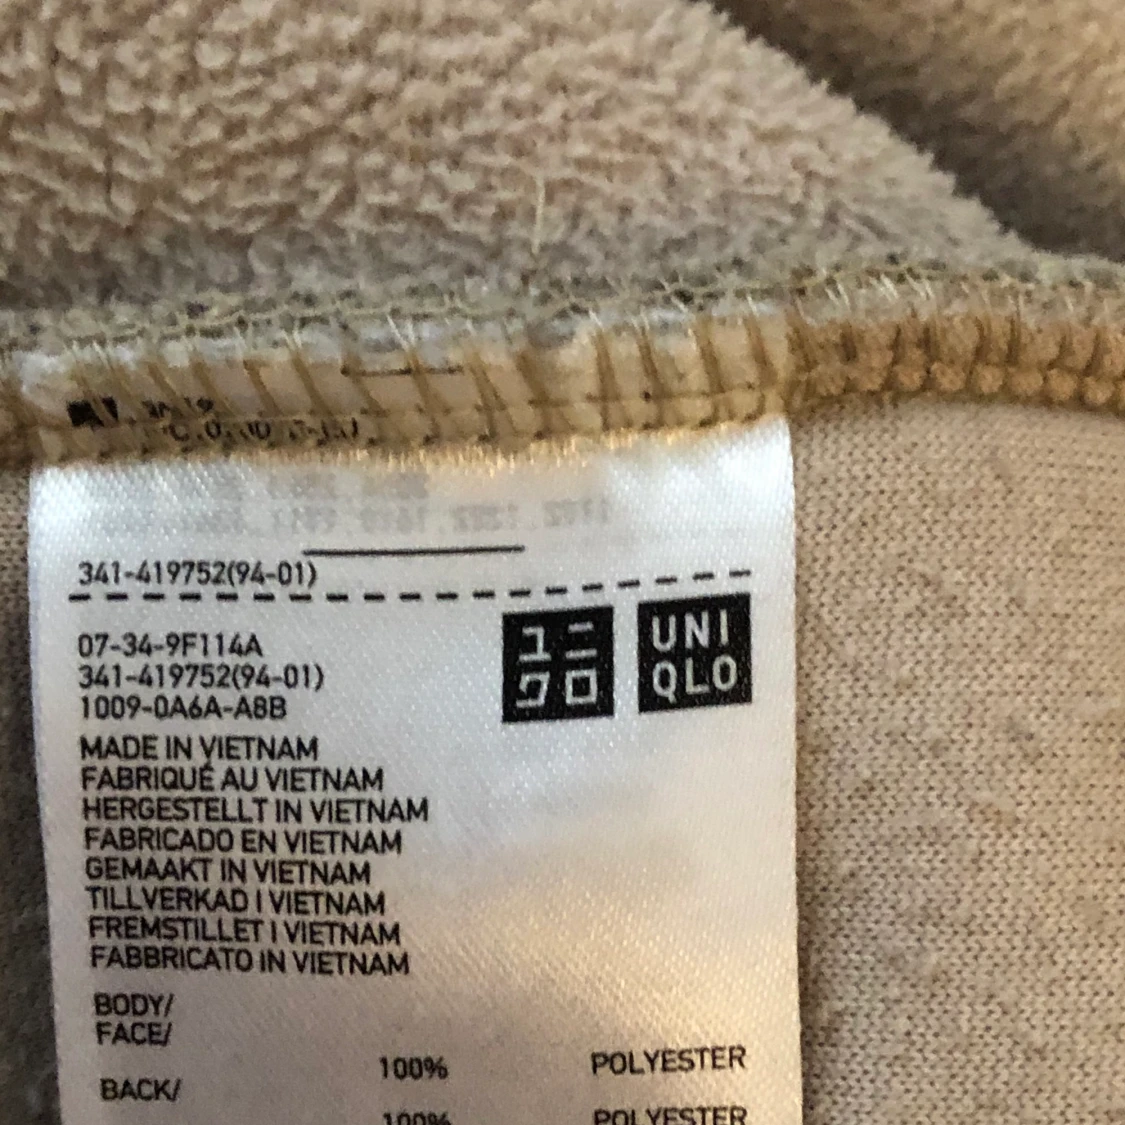 341-419752(94-01)
07-34-9F114A
341-419752(94-01)
1009-0A6A-A8B
ユニ
クロ
UNI
QLO
MADE IN VIETNAM
FABRIQUÉ AU VIETNAM
HERGESTELLT IN VIETNAM
FABRICADO EN VIETNAM
GEMAAKT IN VIETNAM
TILLVERKAD I VIETNAM
FREMSTILLET I VIETNAM
FABBRICATO IN VIETNAM
BODY/
FACE/
100% POLYESTER
BACK/
100% POLYESTER